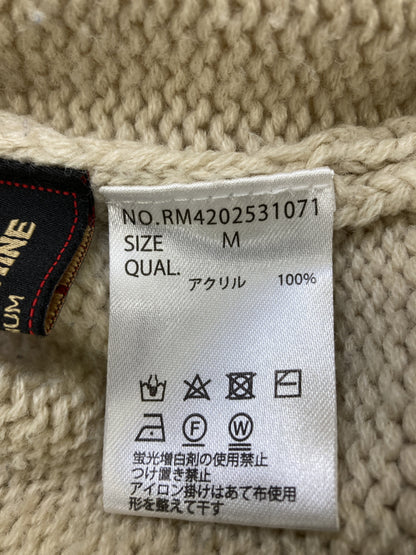 NO.RM4202531071
SIZE M
QUAL.
アクリル 100%
F W
蛍光増白剤の使用禁止
つけ置き禁止
アイロン掛けはあて布使用
形を整えて干す